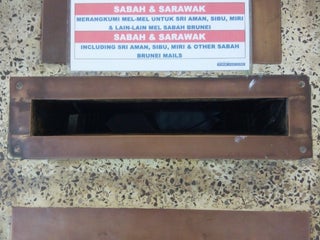 SABAH & SARAWAK
MERANGKUMI MEL-MEL UNTUK SRI AMAN, SIBU, MIRI
& LAIN-LAIN MEL SABAH BRUNEI
SABAH & SARAWAK
INCLUDING SRI AMAN, SIBU, MIRI & OTHER SABAH
BRUNEI MAILS